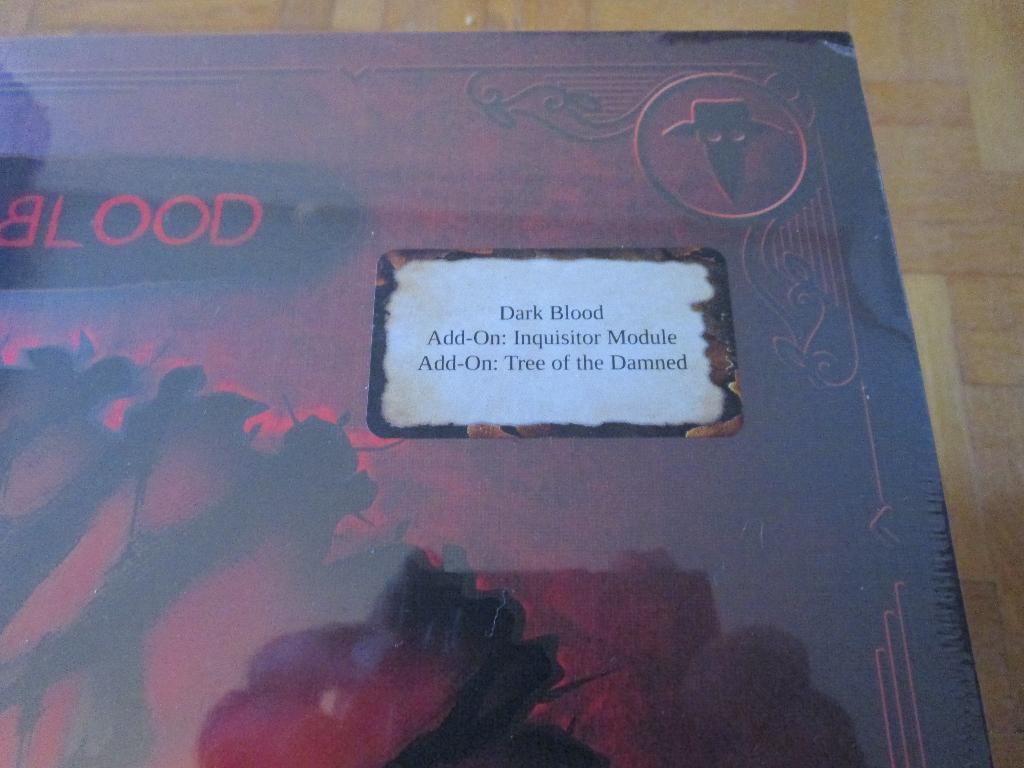 BLOOD
Dark Blood
Add-On: Inquisitor Module
Add-On: Tree of the Damned